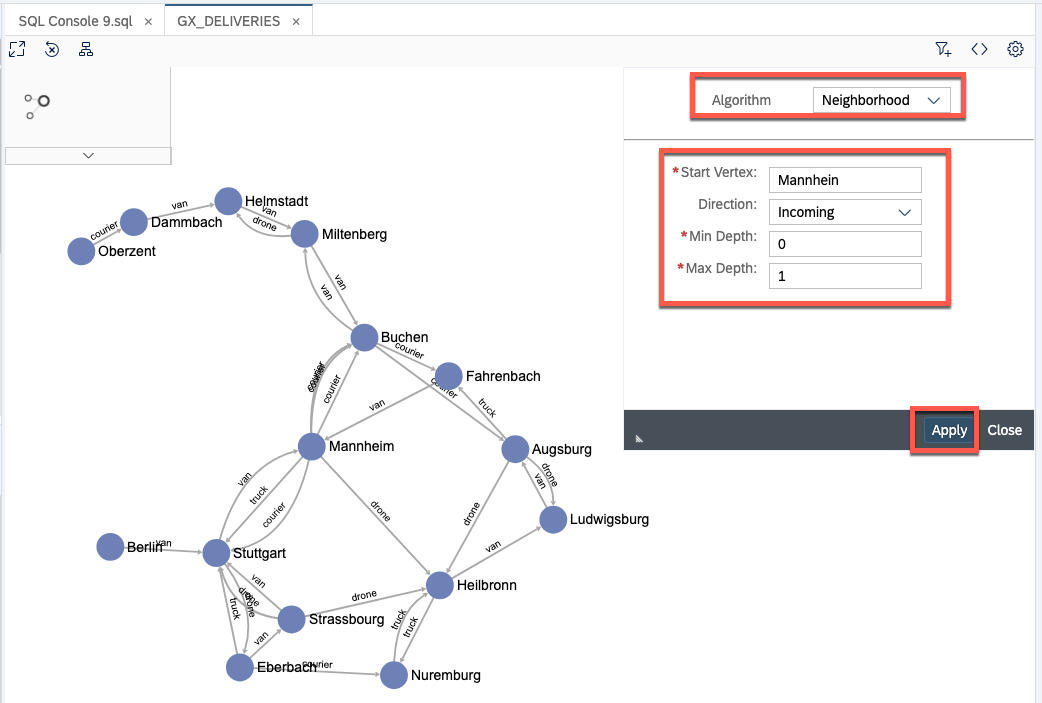 SQL Console 9.sql × GX_DELIVERIES ×
Algorithm Neighborhood
*Start Vertex: Mannhein
Direction: Incoming
*Min Depth: 0
*Max Depth: 1
Apply Close
Helmstadt
van
van
drone
Dammbach
courier
Miltenberg
Oberzent
van
van
Buchen
courier
Fahrenbach
courier
courier
courier
van
truck
Mannheim
Augsburg
van
drone
van
truck
drone
drone
courier
Ludwigsburg
Berlin
van
Stuttgart
van
van
Heilbronn
drone
drone
drone
truck
Strassbourg
truck
truck
van
Eberbach
courier
Nuremburg